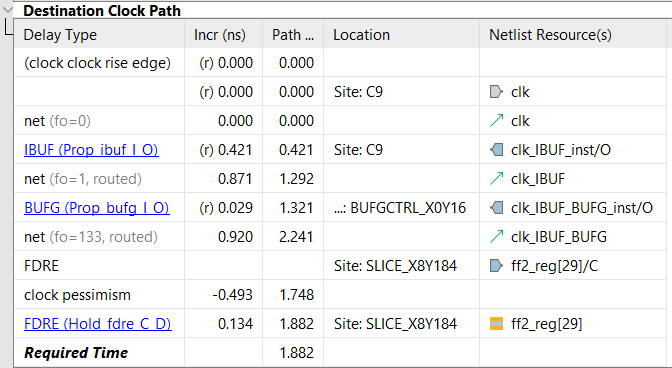 Destination Clock Path
Delay Type Incr (ns) Path ... Location Netlist Resource(s)
(clock clock rise edge) (r) 0.000 0.000
(r) 0.000 0.000 Site: C9 clk
net (fo=0) 0.000 0.000 clk
IBUF (Prop_ibuf_I_O) (r) 0.421 0.421 Site: C9 clk_IBUF_inst/O
net (fo=1, routed) 0.871 1.292 clk_IBUF
BUFG (Prop_bufg_I_O) (r) 0.029 1.321 ...: BUFGCTRL_X0Y16 clk_IBUF_BUFG_inst/O
net (fo=133, routed) 0.920 2.241 clk_IBUF_BUFG
FDRE Site: SLICE_X8Y184 ff2_reg[29]/C
clock pessimism -0.493 1.748
FDRE (Hold_fdre_C_D) 0.134 1.882 Site: SLICE_X8Y184 ff2_reg[29]
Required Time 1.882